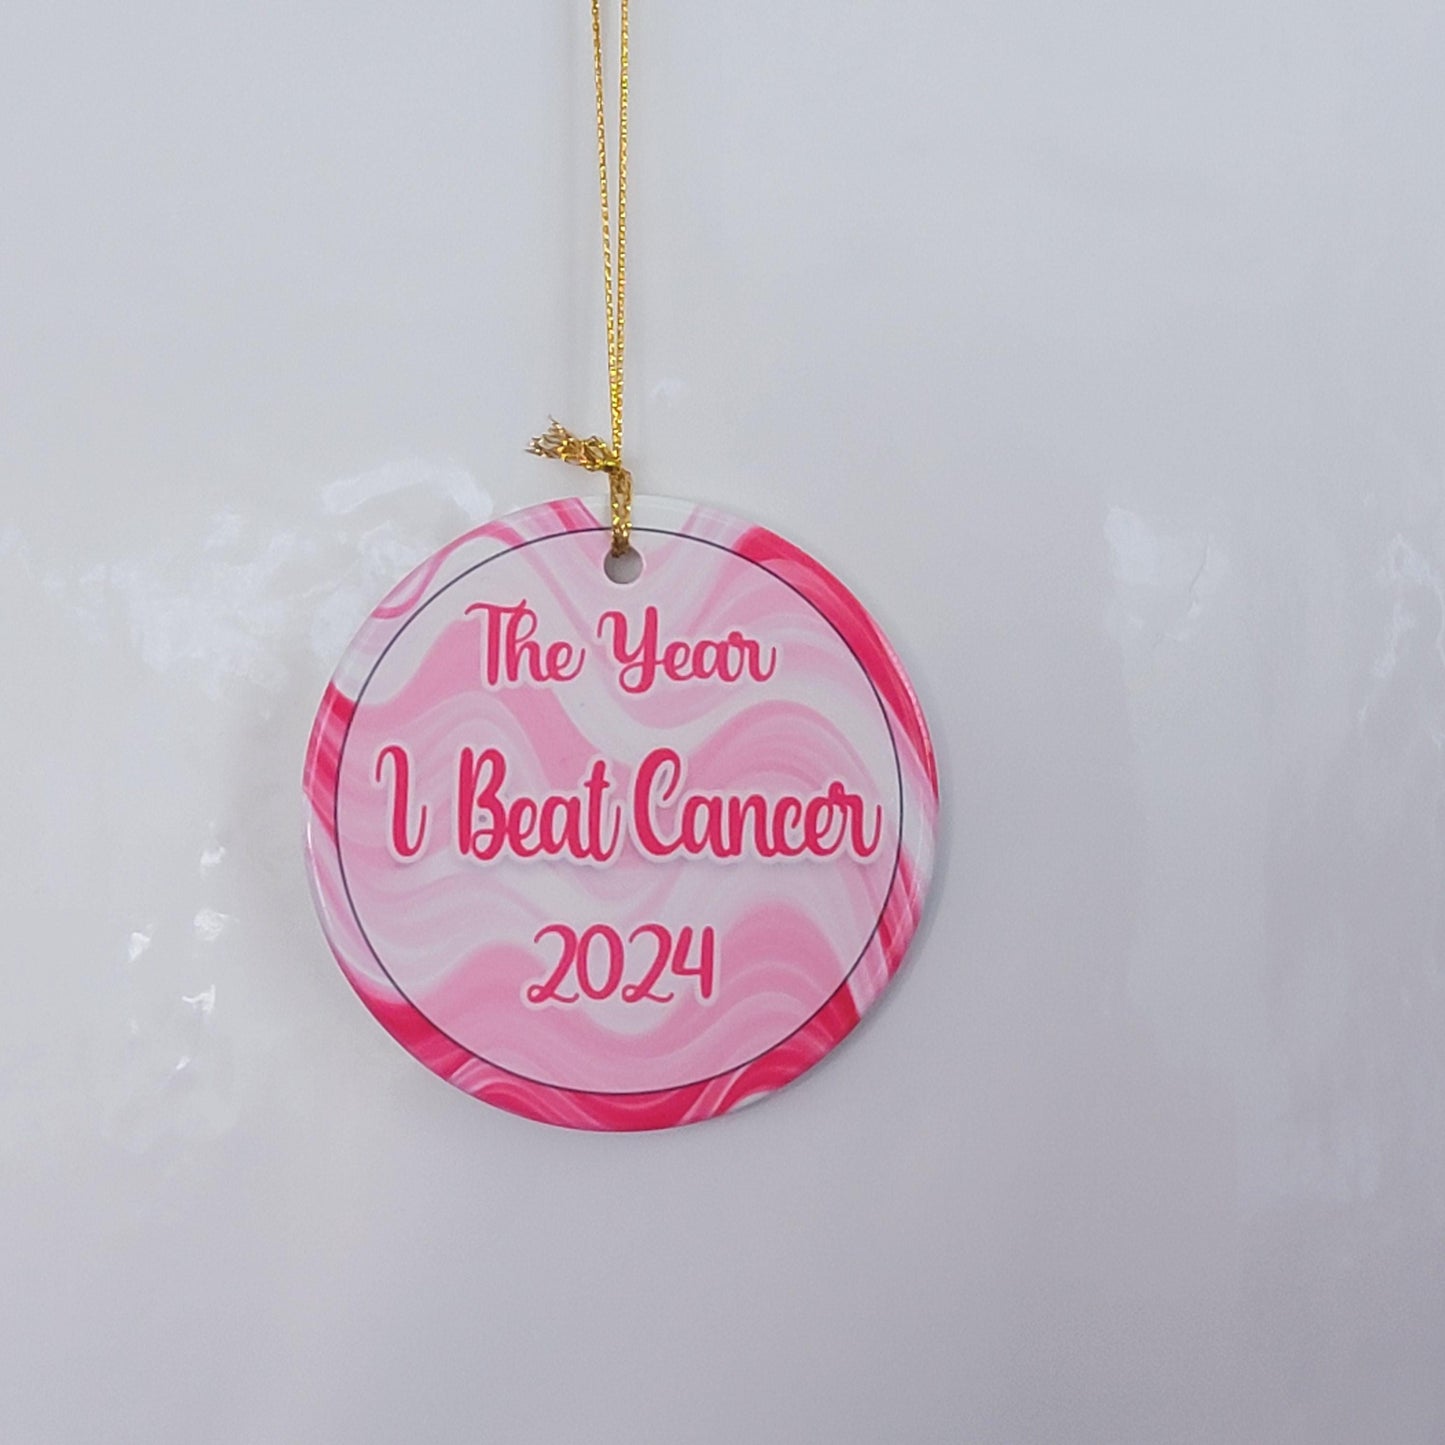 The Year
I Beat Cancer
2024